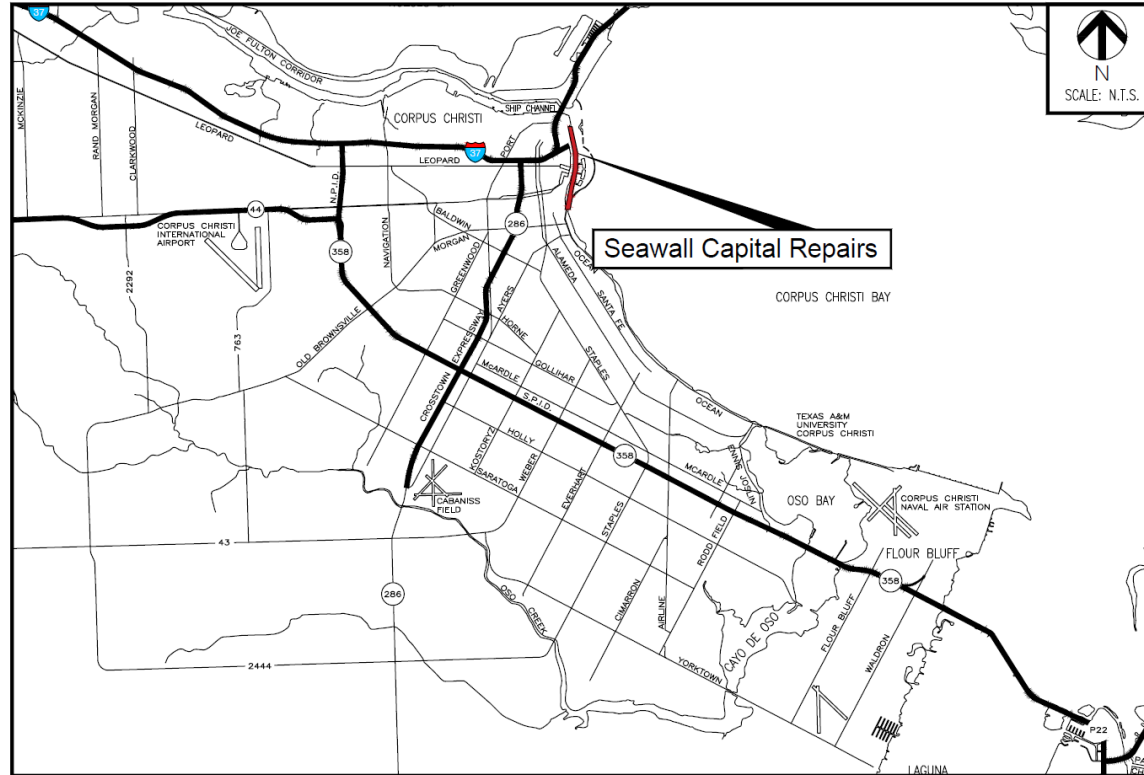 37
JOE FULTON CORRIDOR
N
SCALE: N.T.S.
MCKINZIE
RAND MORGAN
CLARKWOOD
LEOPARD
CORPUS CHRISTI
SHIP CHANNEL
PORT
LEOPARD
37
N.P.I.D.
44
CORPUS CHRISTI
INTERNATIONAL
AIRPORT
358
NAVIGATION
BALDWIN
MORGAN
GREENWOOD
286
ALAMEDA
OCEAN
SANTA FE
Seawall Capital Repairs
CORPUS CHRISTI BAY
2292
763
OLD BROWNSVILLE
CROSSTOWN
EXPRESSWAY
AYERS
HORNE
GOLLIHAR
McARDLE
S.P.I.D.
STAPLES
OCEAN
TEXAS A&M
UNIVERSITY
CORPUS CHRISTI
KOSTORYZ
HOLLY
WEBER
SARATOGA
EVERHART
STAPLES
358
MCARDLE
ENNIS JOSLIN
OSO BAY
CORPUS CHRISTI
NAVAL AIR STATION
CABANISS
FIELD
RODD FIELD
FLOUR BLUFF
43
286
OSO CREEK
CIMARRON
AIRLINE
CAYO DE OSO
FLOUR BLUFF
WALDRON
358
2444
YORKTOWN
P22
LAGUNA